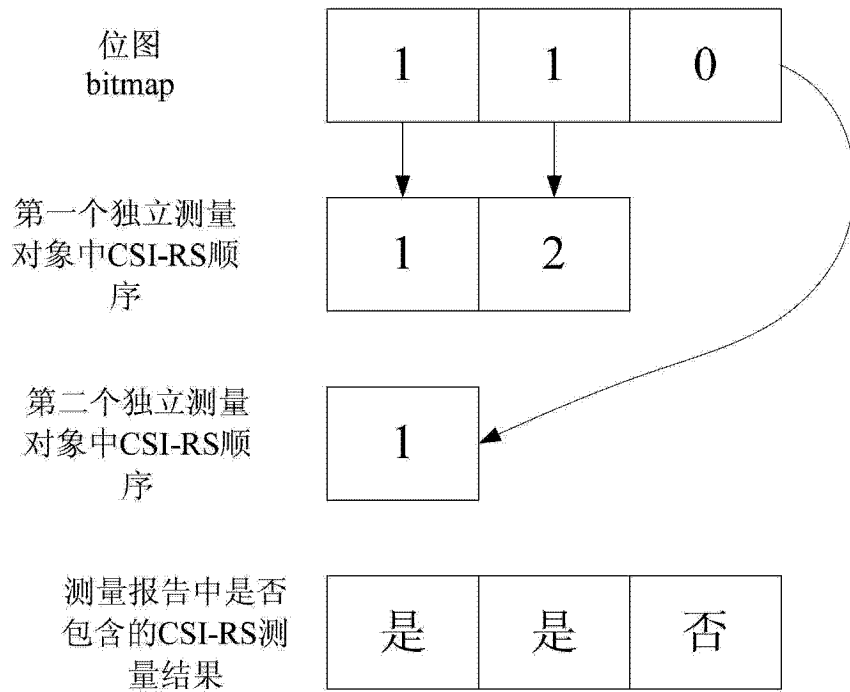 位图
bitmap
1 1 0
第一个独立测量
对象中CSI-RS顺
序
1 2
第二个独立测量
对象中CSI-RS顺
序
1
测量报告中是否
包含的CSI-RS测
量结果
是 是 否